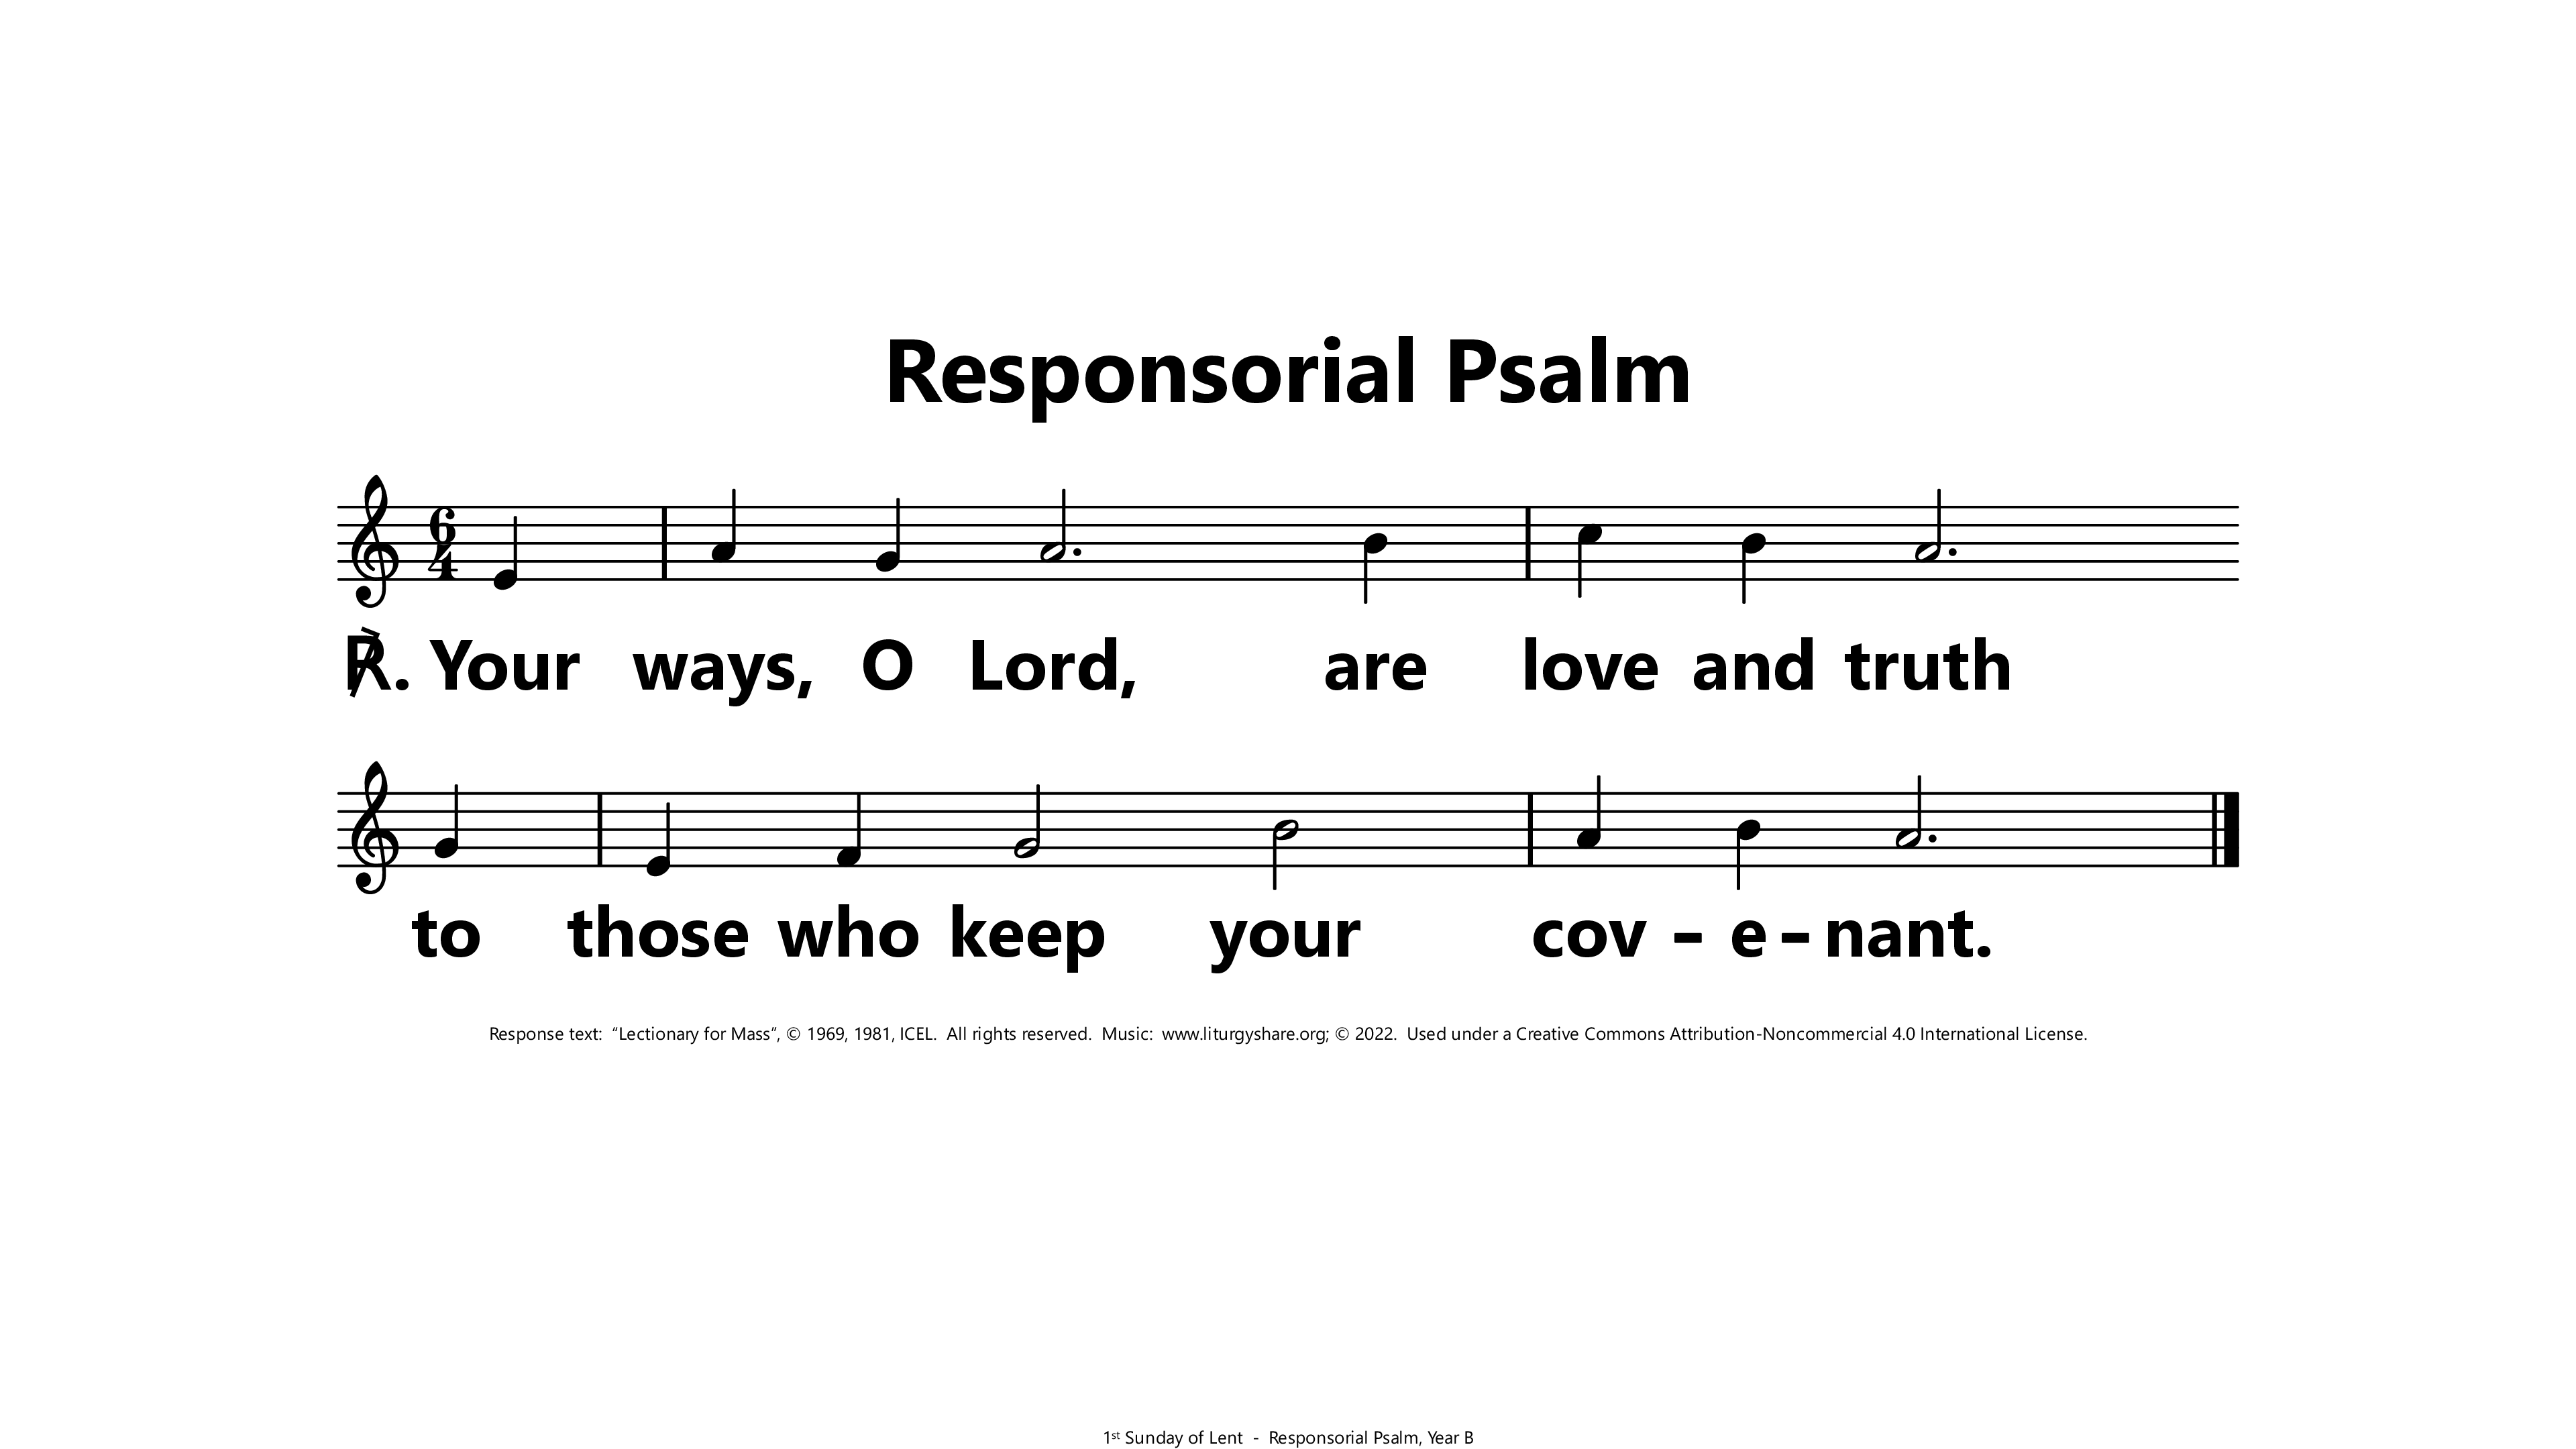 Responsorial Psalm
6
4
℟. Your ways, O Lord, are love and truth
to those who keep your cov - e - nant.
Response text: “Lectionary for Mass”, © 1969, 1981, ICEL. All rights reserved. Music: www.liturgyshare.org; © 2022. Used under a Creative Commons Attribution-Noncommercial 4.0 International License.
1st Sunday of Lent - Responsorial Psalm, Year B